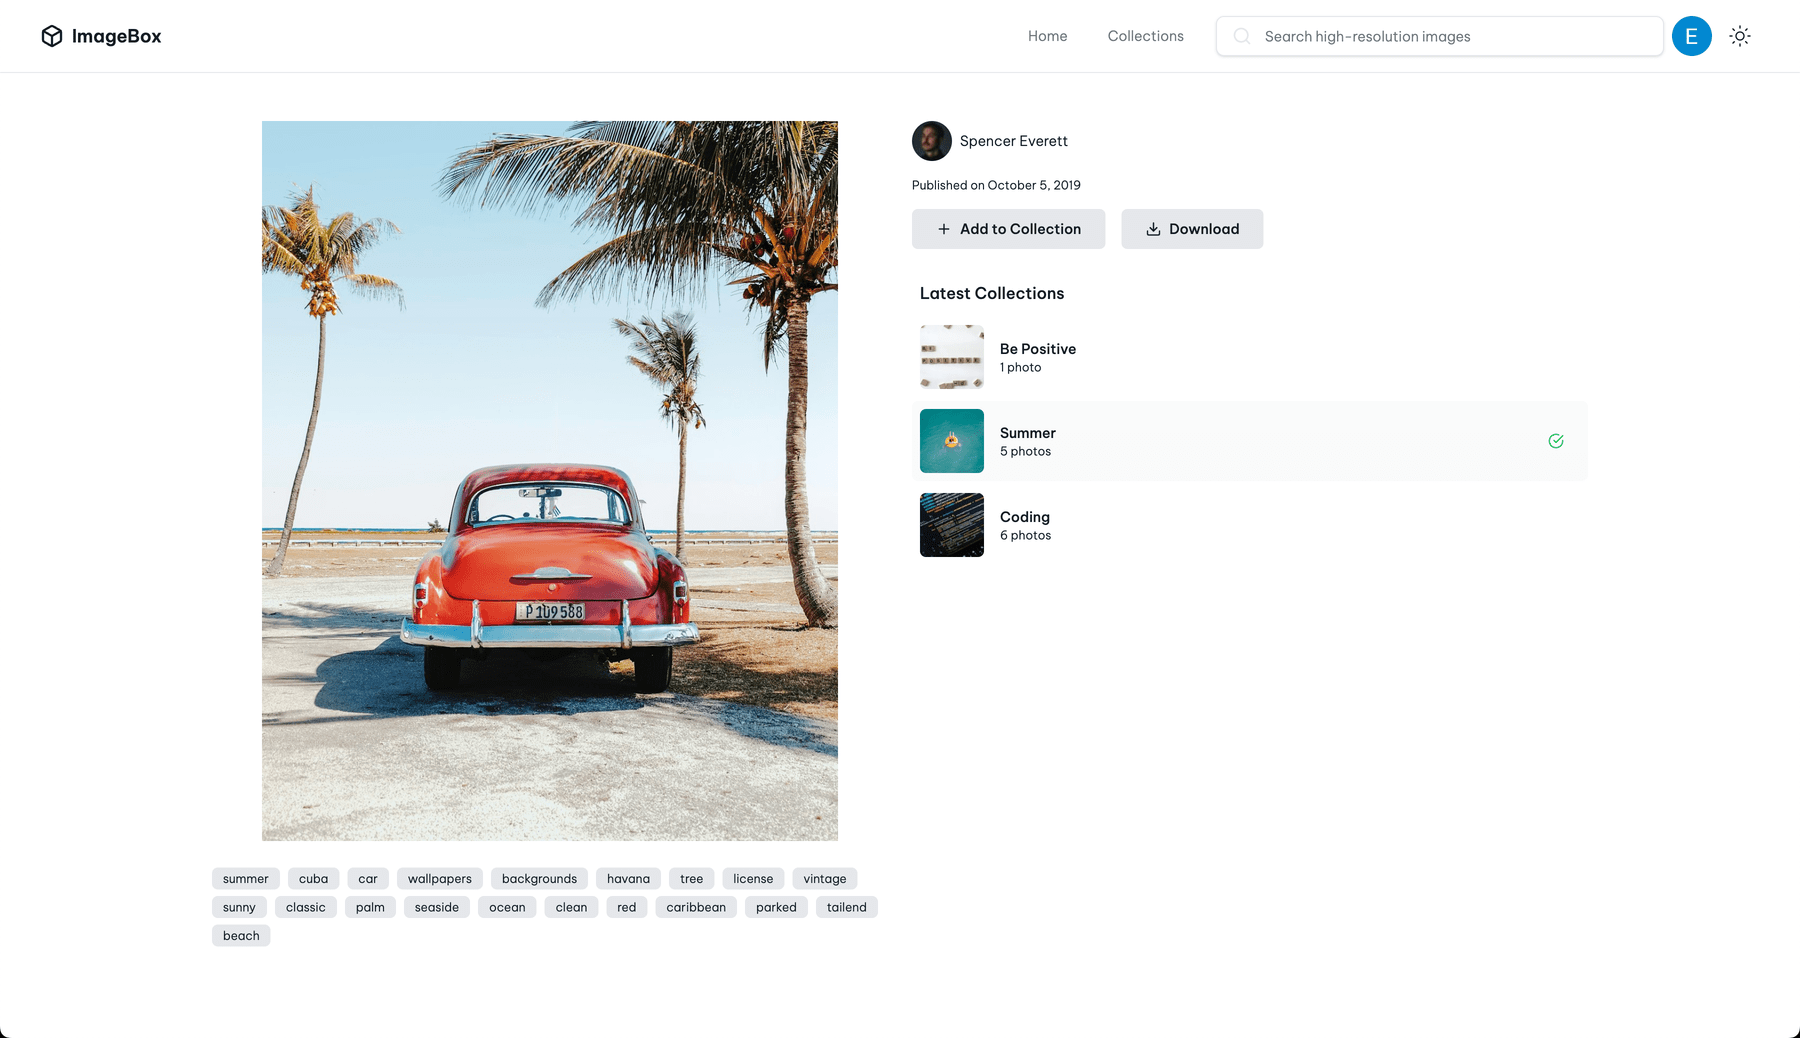 ImageBox
Home
Collections
Search high-resolution images
E
Spencer Everett
Published on October 5, 2019
Add to Collection
Download
Latest Collections
Be Positive
1 photo
Summer
5 photos
Coding
6 photos
P 109 588
summer cuba car wallpapers backgrounds havana tree license vintage
sunny classic palm seaside ocean clean red caribbean parked tailend
beach